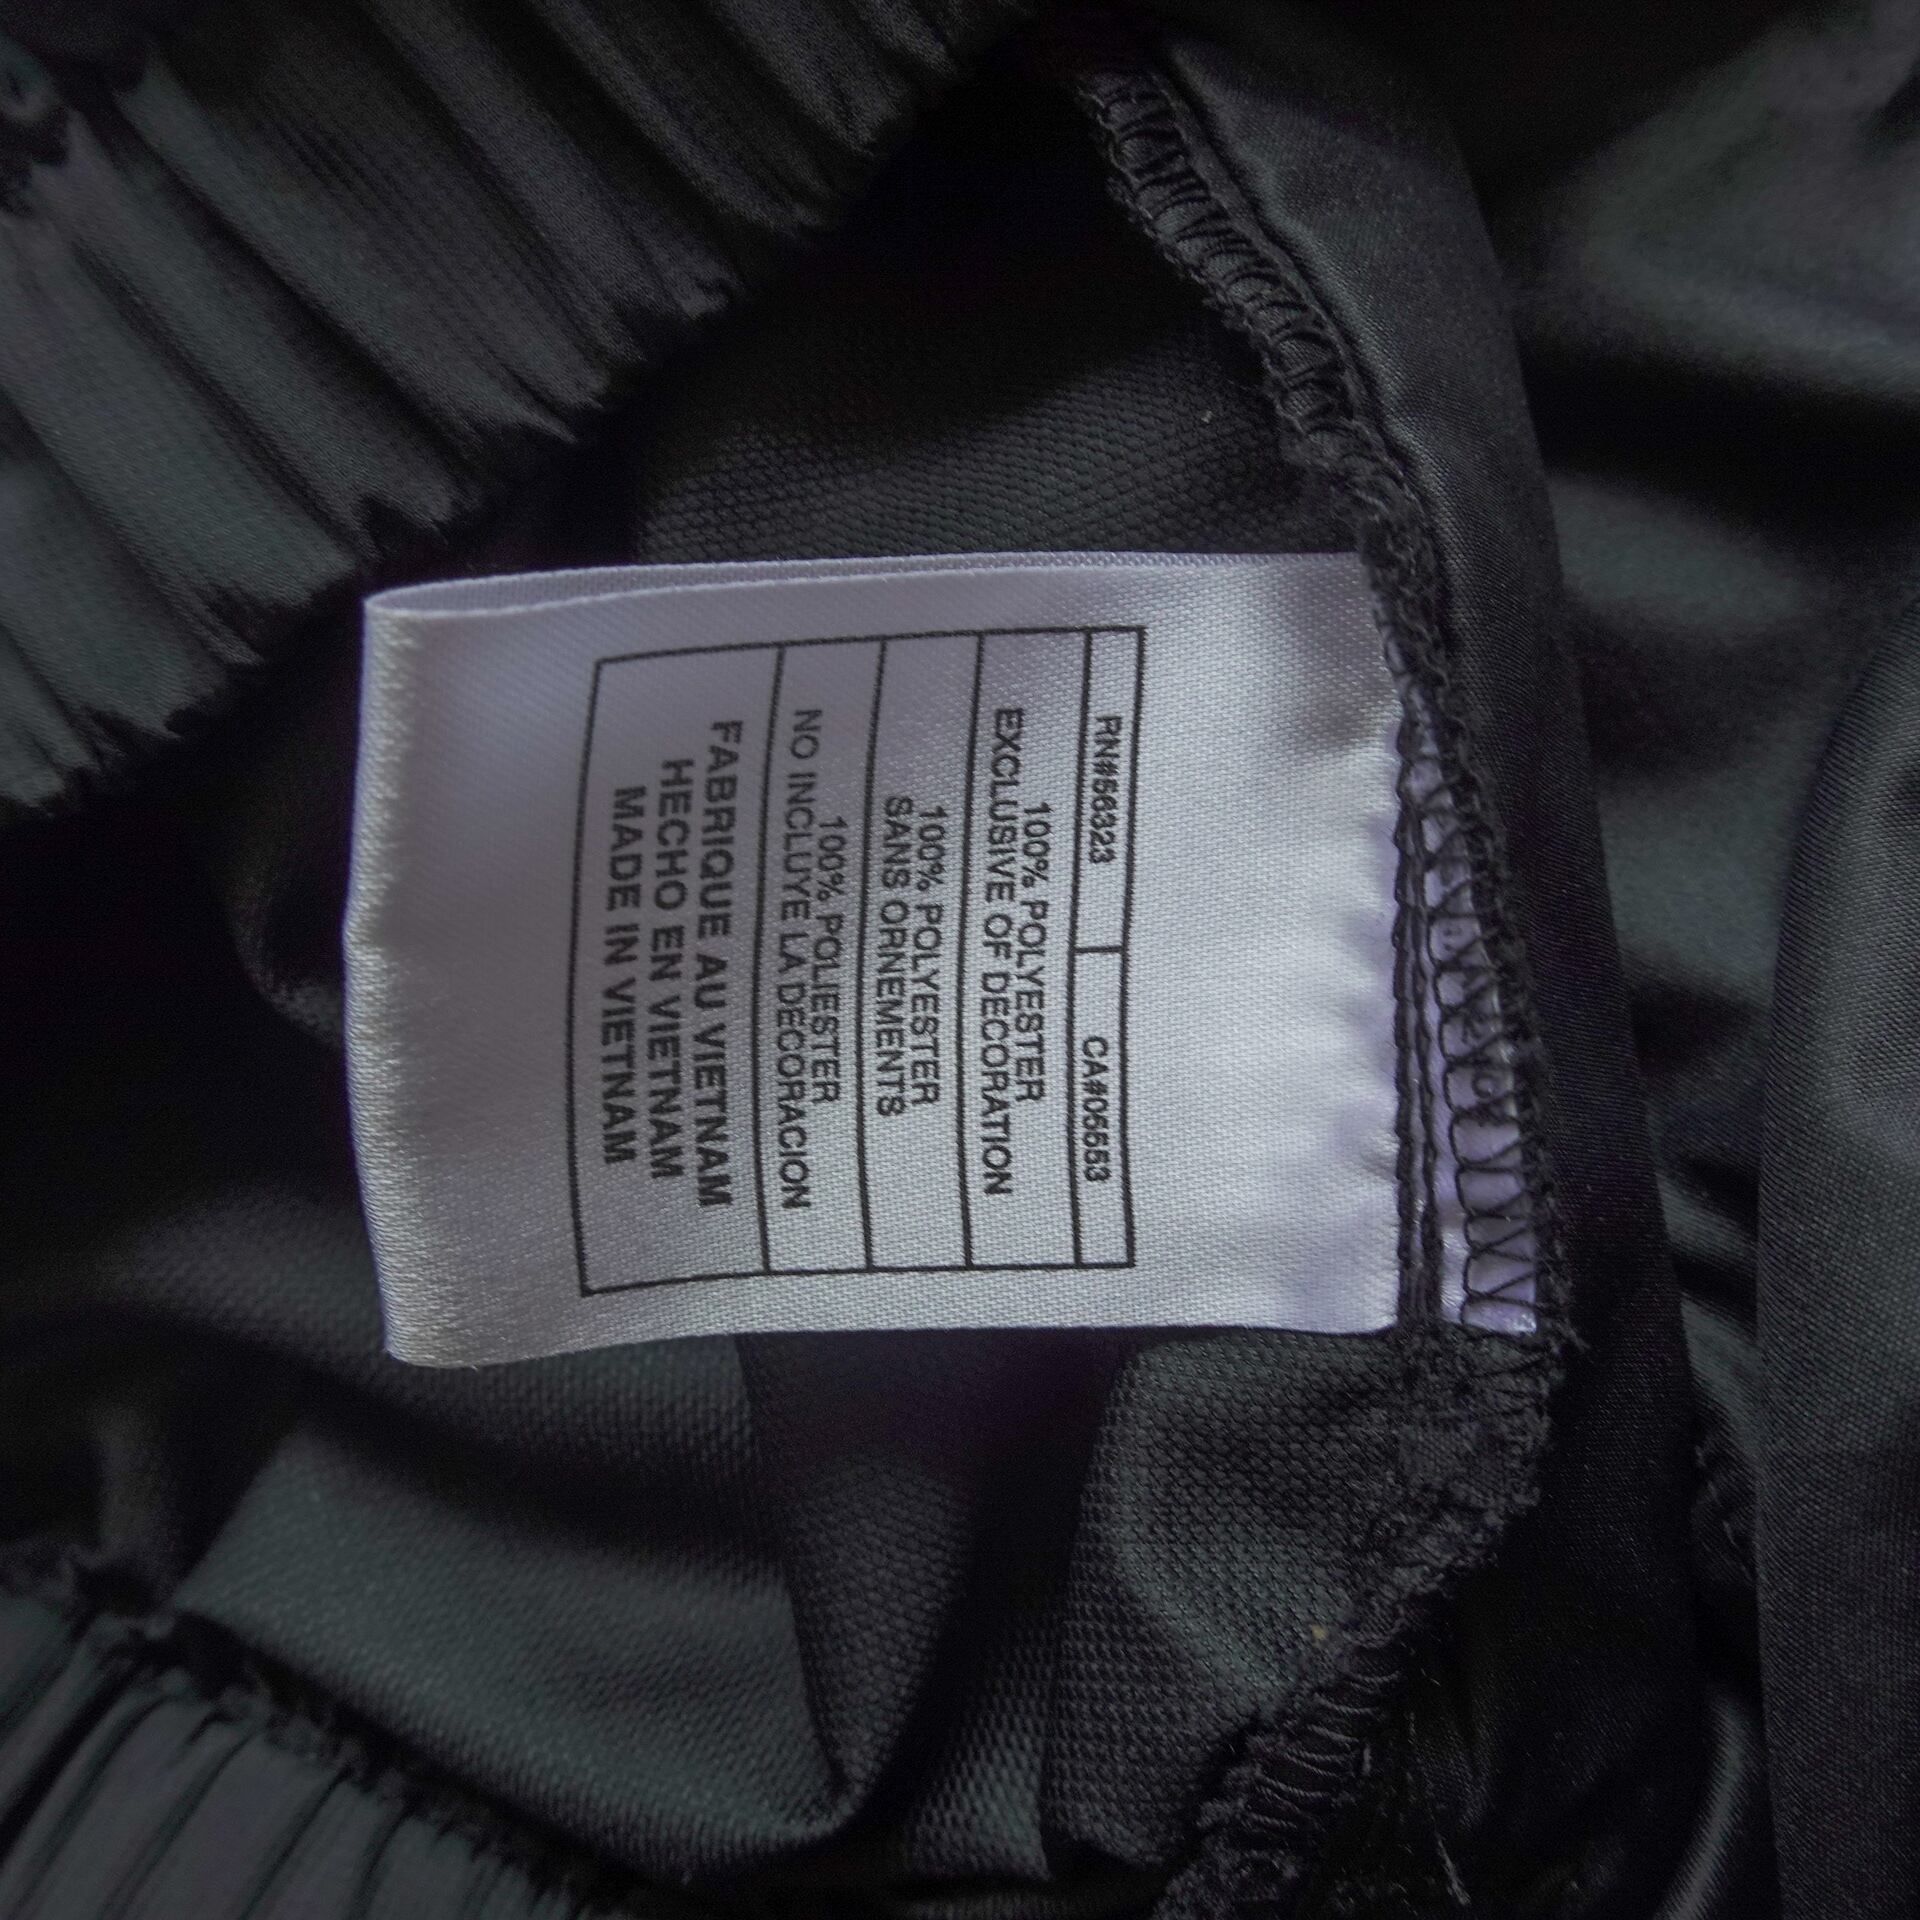 RN#56323 CA#05553
100% POLYESTER
EXCLUSIVE OF DECORATION
100% POLYESTER
SANS ORNEMENTS
100% POLIESTER
NO INCLUYE LA DECORACION
FABRIQUE AU VIETNAM
HECHO EN VIETNAM
MADE IN VIETNAM